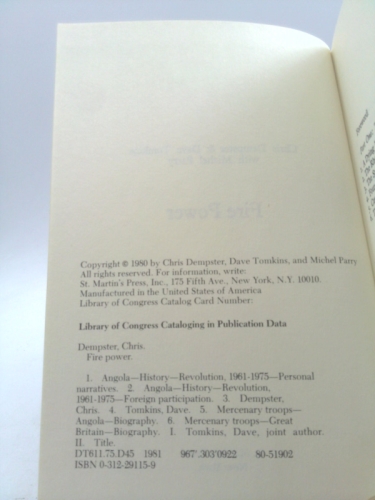 Fire Power
Copyright © 1980 by Chris Dempster, Dave Tomkins, and Michel Parry
All rights reserved. For information, write:
St. Martin's Press, Inc., 175 Fifth Ave., New York, N.Y. 10010.
Manufactured in the United States of America
Library of Congress Catalog Card Number:
Library of Congress Cataloging in Publication Data
Dempster, Chris.
Fire power.
1. Angola—History—Revolution, 1961-1975—Personal
narratives. 2. Angola—History—Revolution,
1961-1975—Foreign participation. 3. Dempster,
Chris. 4. Tomkins, Dave. 5. Mercenary troops—
Angola—Biography. 6. Mercenary troops—Great
Britain—Biography. I. Tomkins, Dave, joint author.
II. Title.
DT611.75.D45 1981 967'.303'0922 80-51902
ISBN 0-312-29115-9